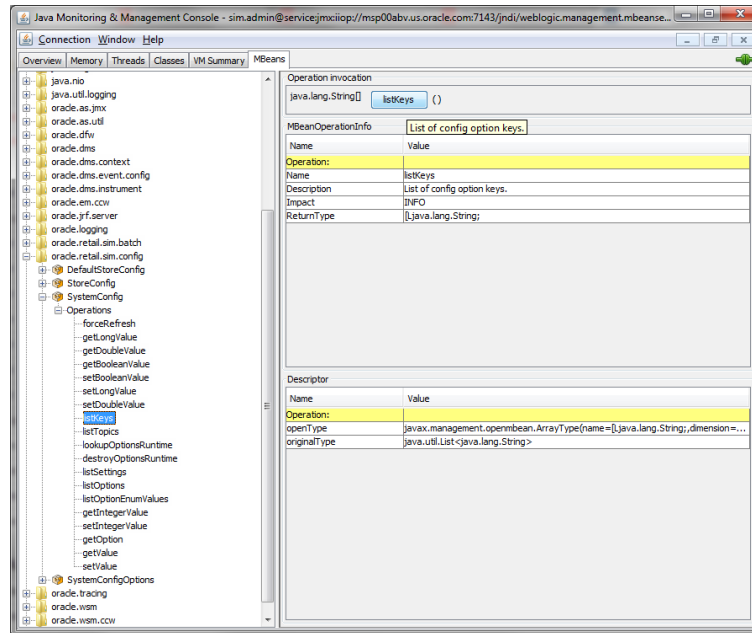 Java Monitoring & Management Console - sim.admin@service:jmx:iiop://msp00abv.us.oracle.com:7143/jndi/weblogic.management.mbeanse...
Connection Window Help
Overview Memory Threads Classes VM Summary MBeans
java.nio
java.util.logging
oracle.as.jmx
oracle.as.util
oracle.dfw
oracle.dms
oracle.dms.context
oracle.dms.event.config
oracle.dms.instrument
oracle.em.ccw
oracle.jrf.server
oracle.logging
oracle.retail.sim.batch
oracle.retail.sim.config
DefaultStoreConfig
StoreConfig
SystemConfig
Operations
forceRefresh
getLongValue
getDoubleValue
getBooleanValue
setBooleanValue
setLongValue
setDoubleValue
listKeys
listTopics
lookupOptionsRuntime
destroyOptionsRuntime
listSettings
listOptions
listOptionEnumValues
getIntegerValue
setIntegerValue
getOption
getValue
setValue
SystemConfigOptions
oracle.tracing
oracle.wsm
oracle.wsm.ccw
Operation invocation
java.lang.String[] listKeys ()
List of config option keys.
MBeanOperationInfo
Name Value
Operation:
Name listKeys
Description List of config option keys.
Impact INFO
ReturnType [Ljava.lang.String;
Descriptor
Name Value
Operation:
openType javax.management.openmbean.ArrayType(name=[Ljava.lang.String;,dimension=...
originalType java.util.List<java.lang.String>